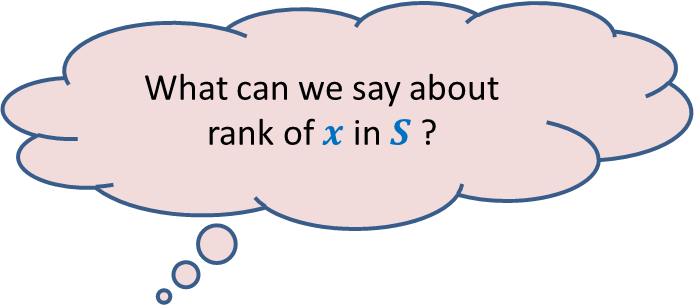 What can we say about
rank of x in S ?